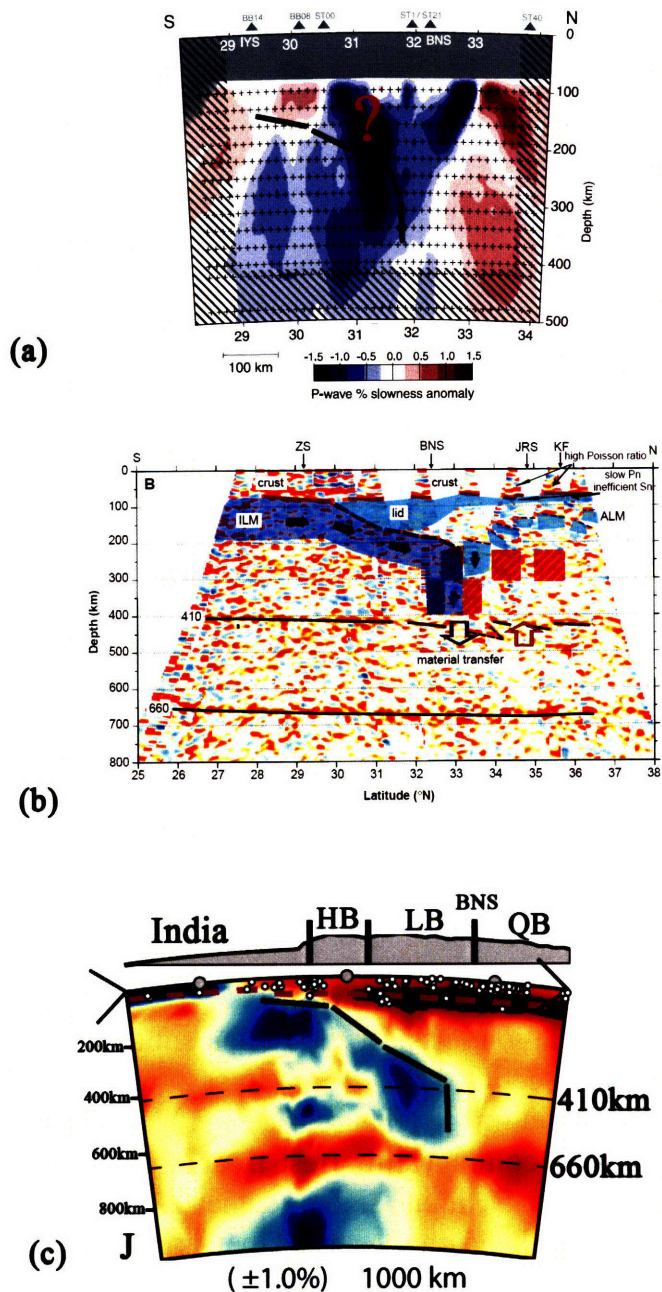 S BB14 BB08 ST00 ST17 ST21 ST40 N
29 IYS 30 31 32 BNS 33
0
100
200
300
400
500
Depth (km)
?
29 30 31 32 33 34
(a)
100 km
-1.5 -1.0 -0.5 0.0 0.5 1.0 1.5
P-wave % slowness anomaly
S ZS BNS JRS KF N
high Poisson ratio
slow Pn
inefficient Sn
B
crust crust
ILM lid ALM
0
100
200
300
400
500
600
700
800
Depth (km)
410
660
material transfer
25 26 27 28 29 30 31 32 33 34 35 36 37 38
Latitude (°N)
(b)
India HB LB BNS QB
200km
400km
600km
800km
410km
660km
(c) J
(±1.0%) 1000 km